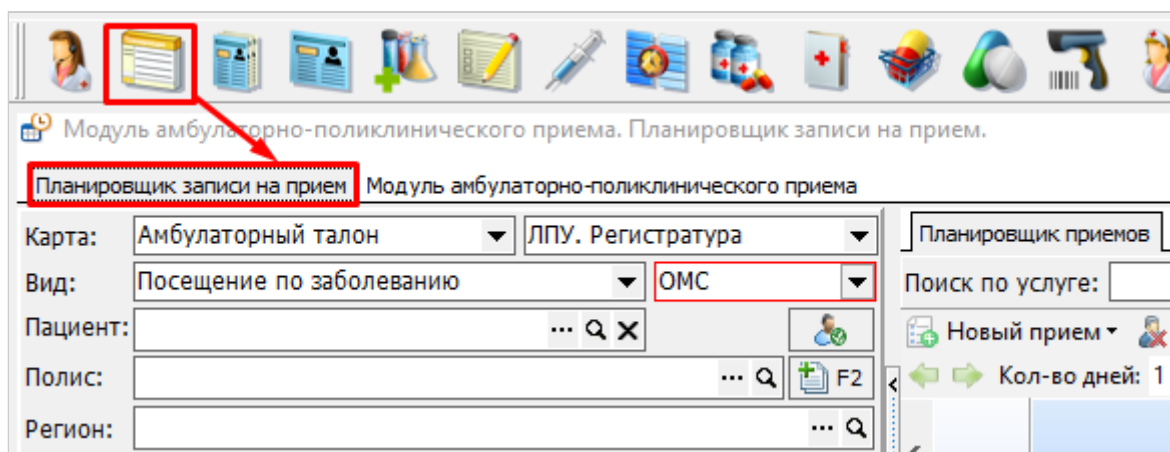 Модуль амбулаторно-поликлинического приема. Планировщик записи на прием.
Планировщик записи на прием Модуль амбулаторно-поликлинического приема
Карта: Амбулаторный талон ЛПУ. Регистратура
Вид: Посещение по заболеванию ОМС
Пациент:
Полис: F2
Регион:
Планировщик приемов
Поиск по услуге:
Новый прием
Кол-во дней: 1